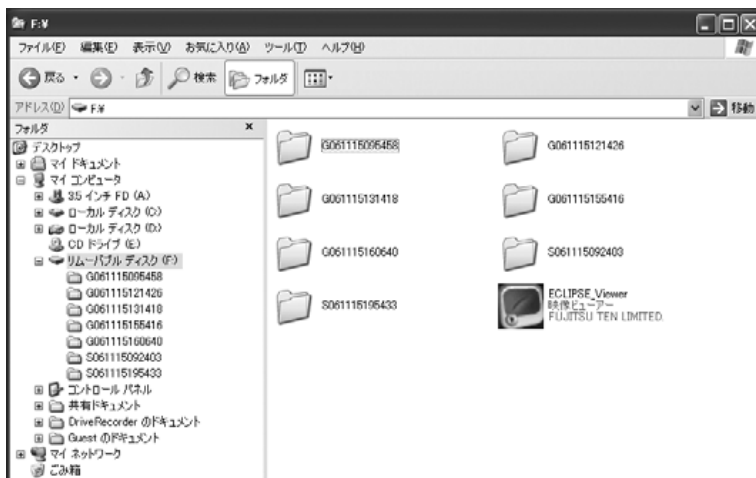 F:¥
ファイル(F) 編集(E) 表示(V) お気に入り(A) ツール(T) ヘルプ(H)
戻る 検索 フォルダ
アドレス(D) F:¥ 移動
フォルダ ×
デスクトップ
マイ ドキュメント
マイ コンピュータ
3.5 インチ FD (A:)
ローカル ディスク (C:)
ローカル ディスク (D:)
CD ドライブ (E:)
リムーバブル ディスク (F:)
G061115095458
G061115121426
G061115131418
G061115155416
G061115160640
S061115092403
S061115195433
コントロール パネル
共有ドキュメント
DriveRecorder のドキュメント
Guest のドキュメント
マイ ネットワーク
ごみ箱
G061115095458
G061115121426
G061115131418
G061115155416
G061115160640
S061115092403
S061115195433
ECLIPSE_Viewer
映像ビューアー
FUJITSU TEN LIMITED.